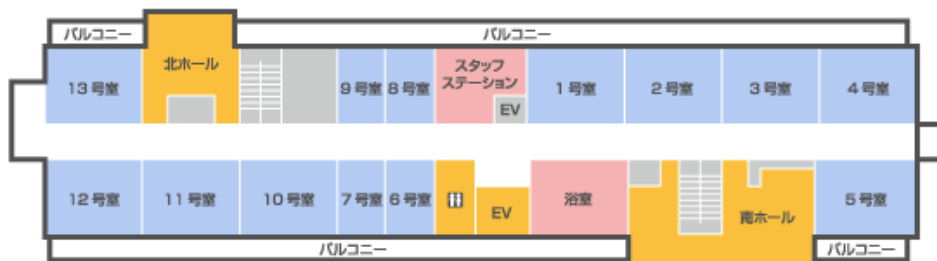 バルコニー
バルコニー
13号室
北ホール
9号室
8号室
スタッフ
ステーション
EV
1号室
2号室
3号室
4号室
12号室
11号室
10号室
7号室
6号室
EV
浴室
南ホール
5号室
バルコニー
バルコニー